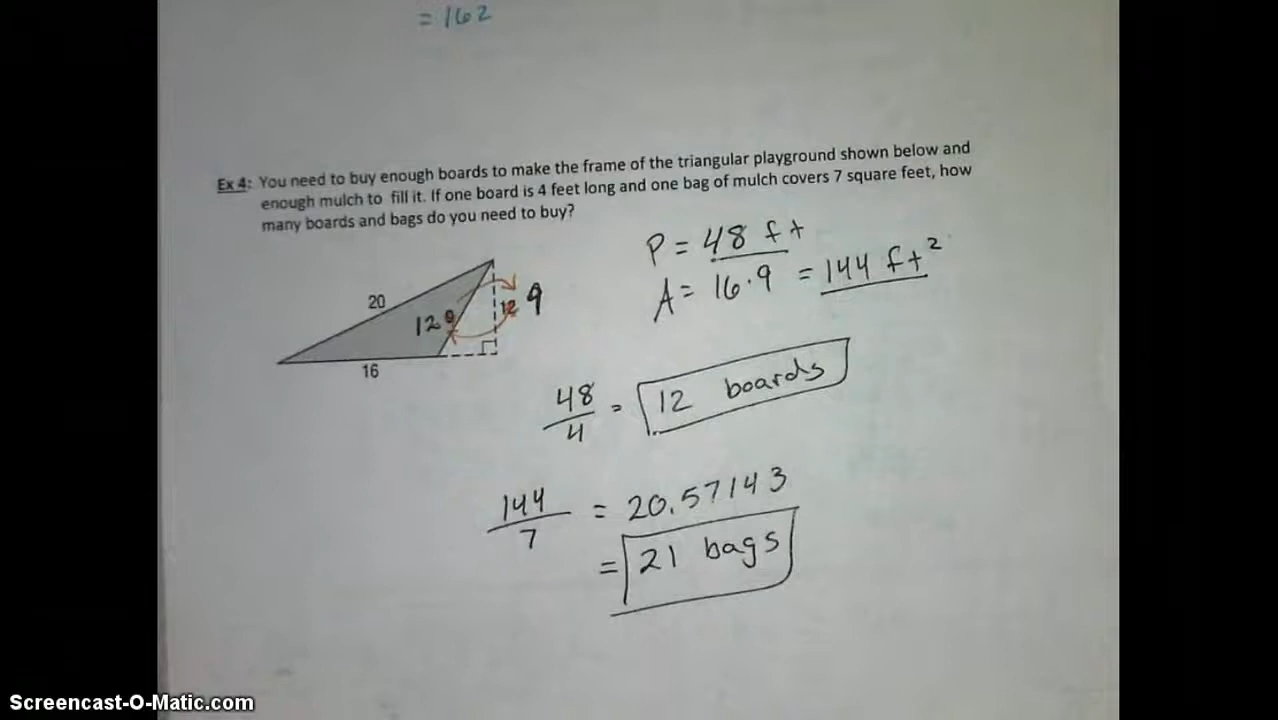 = 162
Ex 4: You need to buy enough boards to make the frame of the triangular playground shown below and
enough mulch to fill it. If one board is 4 feet long and one bag of mulch covers 7 square feet, how
many boards and bags do you need to buy?
P = 48 ft
A = 16·9 = 144 ft²
20
12 9
12 9
16
48/4 = 12 boards
144/7 = 20.57143
= 21 bags
Screencast-O-Matic.com